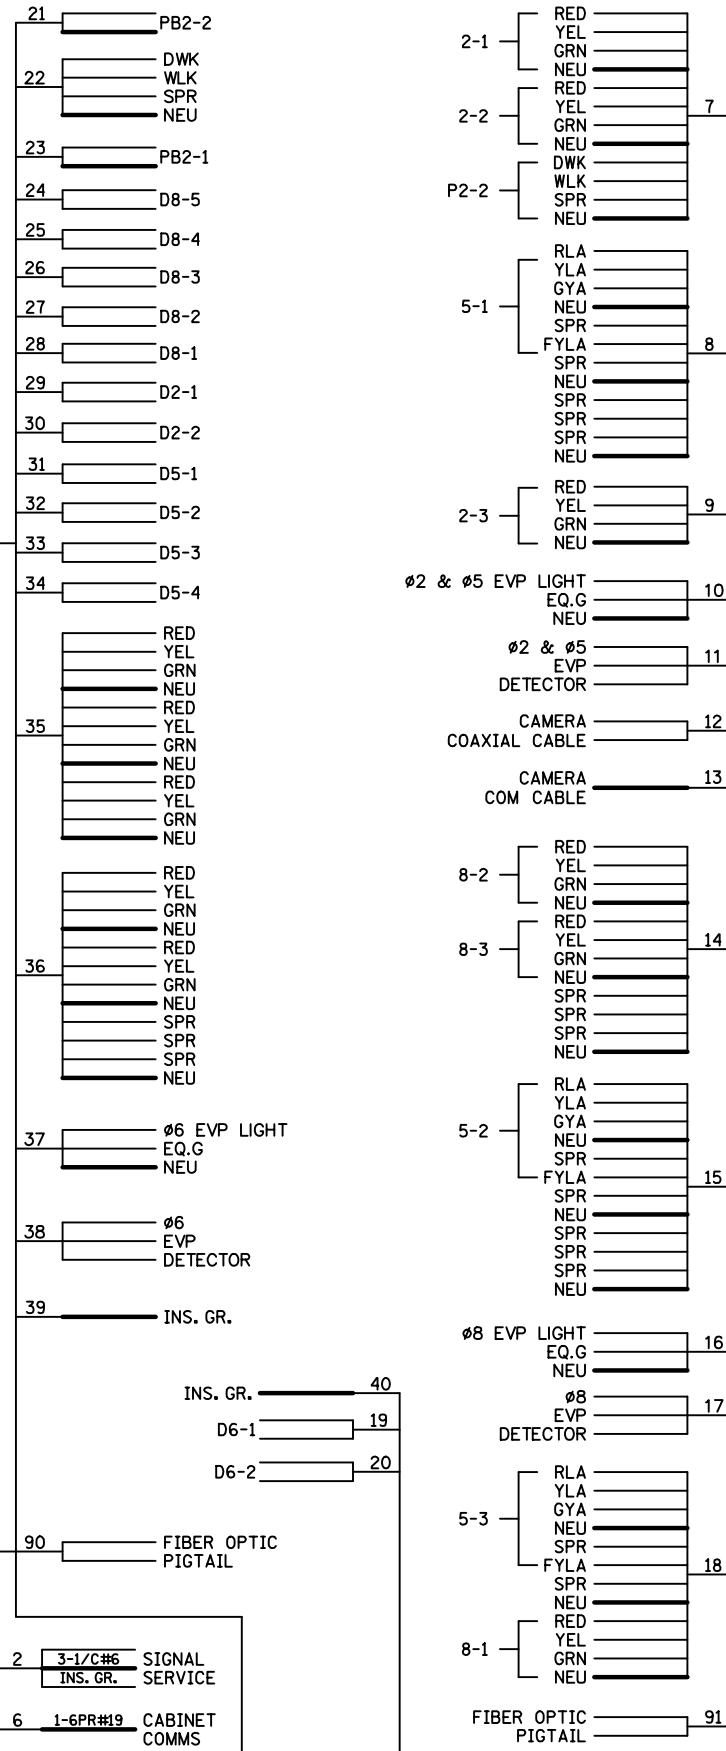 21
PB2-2
22
DWK
WLK
SPR
NEU
23
PB2-1
24
D8-5
25
D8-4
26
D8-3
27
D8-2
28
D8-1
29
D2-1
30
D2-2
31
D5-1
32
D5-2
33
D5-3
34
D5-4
35
RED
YEL
GRN
NEU
RED
YEL
GRN
NEU
RED
YEL
GRN
NEU
36
RED
YEL
GRN
NEU
RED
YEL
GRN
NEU
SPR
SPR
SPR
NEU
37
ø6 EVP LIGHT
EQ.G
NEU
38
ø6
EVP
DETECTOR
39
INS. GR.
INS. GR.
40
D6-1
19
D6-2
20
90
FIBER OPTIC
PIGTAIL
2
3-1/C#6
INS. GR.
SIGNAL
SERVICE
6
1-6PR#19
CABINET
COMMS
2-1
RED
YEL
GRN
NEU
2-2
RED
YEL
GRN
NEU
P2-2
DWK
WLK
SPR
NEU
7
5-1
RLA
YLA
GYA
NEU
SPR
FYLA
SPR
NEU
SPR
SPR
SPR
NEU
8
2-3
RED
YEL
GRN
NEU
9
ø2 & ø5 EVP LIGHT
EQ.G
NEU
10
ø2 & ø5
EVP
DETECTOR
11
CAMERA
COAXIAL CABLE
12
CAMERA
COM CABLE
13
8-2
RED
YEL
GRN
NEU
8-3
RED
YEL
GRN
NEU
SPR
SPR
SPR
NEU
14
5-2
RLA
YLA
GYA
NEU
SPR
FYLA
SPR
NEU
SPR
SPR
SPR
NEU
15
ø8 EVP LIGHT
EQ.G
NEU
16
ø8
EVP
DETECTOR
17
5-3
RLA
YLA
GYA
NEU
SPR
FYLA
SPR
NEU
8-1
RED
YEL
GRN
NEU
18
FIBER OPTIC
PIGTAIL
91